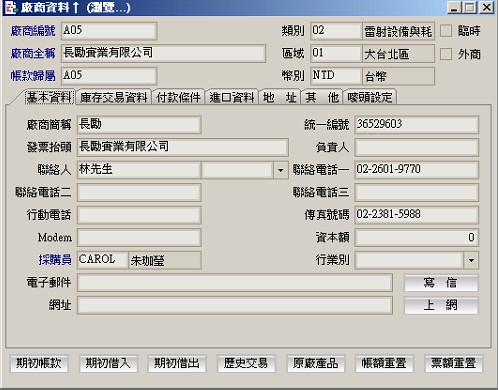 廠商資料↑ (瀏覽...)
廠商編號 A05 類別 02 雷射設備與耗 臨時
廠商全稱 長勵實業有限公司 區域 01 大台北區 外商
帳款歸屬 A05 幣別 NTD 台幣
基本資料 庫存交易資料 付款條件 進口資料 地 址 其 他 嘜頭設定
廠商簡稱 長勵 統一編號 36529603
發票抬頭 長勵實業有限公司 負責人
聯絡人 林先生 聯絡電話一 02-2601-9770
聯絡電話二 聯絡電話三
行動電話 傳真號碼 02-2381-5988
Modem 資本額 0
採購員 CAROL 朱珈瑩 行業別
電子郵件 寫 信
網址 上 網
期初帳款 期初借入 期初借出 歷史交易 原廠產品 帳額重置 票額重置